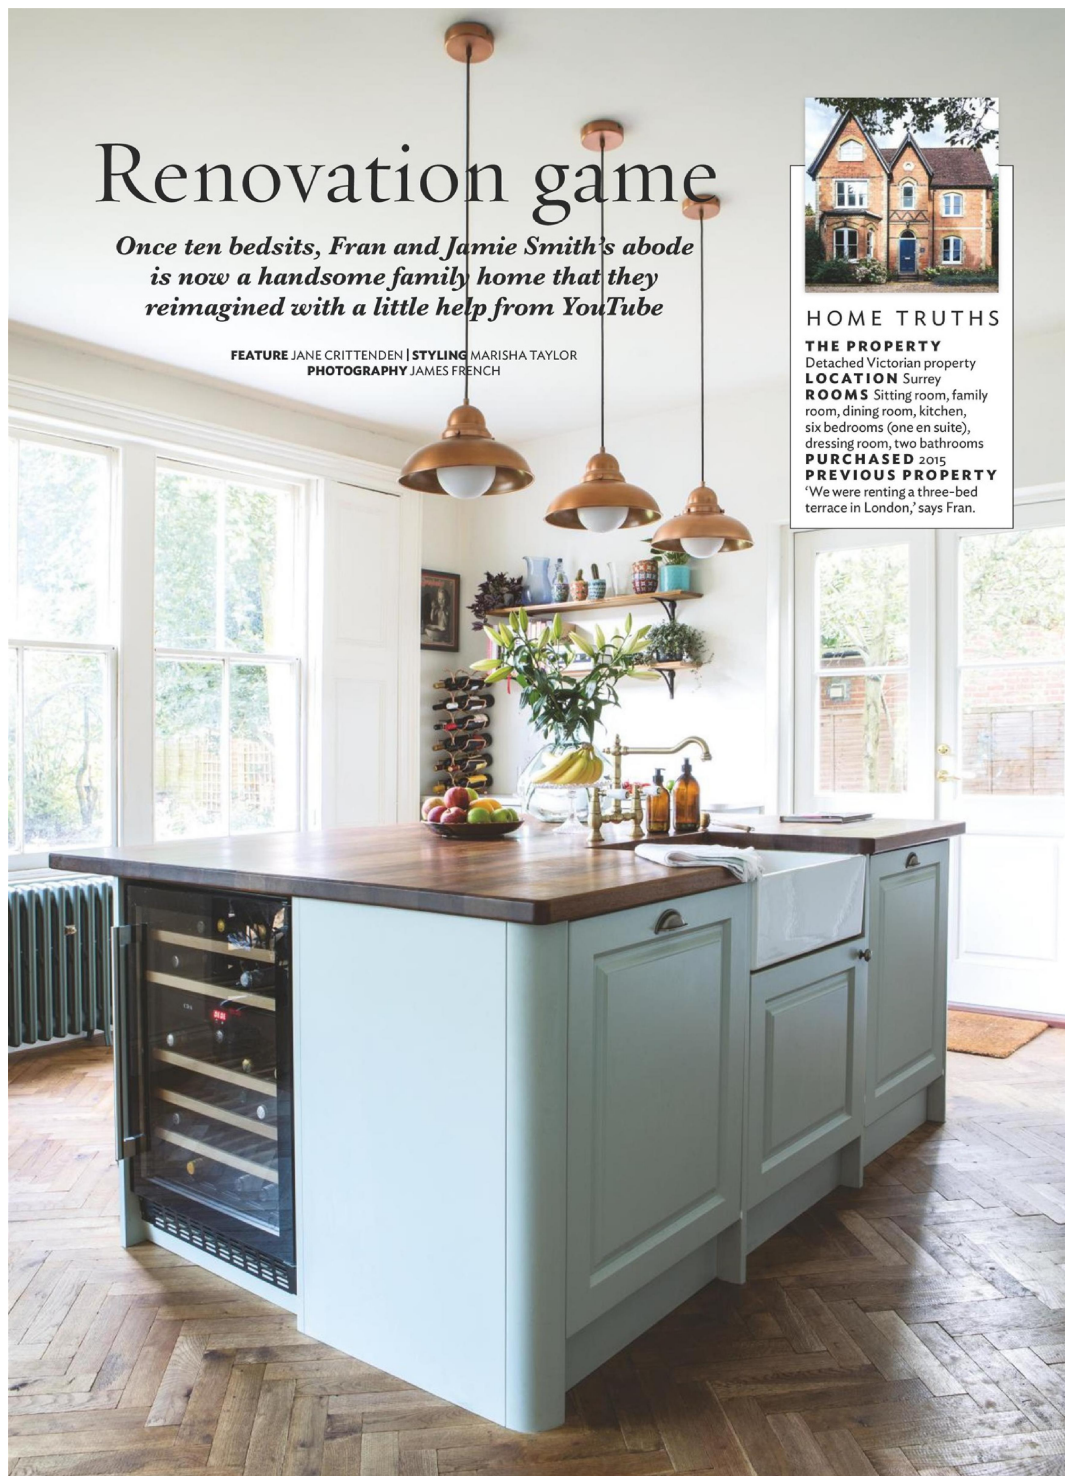 Renovation game
Once ten bedsits, Fran and Jamie Smith's abode
is now a handsome family home that they
reimagined with a little help from YouTube
FEATURE JANE CRITTENDEN | STYLING MARISHA TAYLOR
PHOTOGRAPHY JAMES FRENCH
HOME TRUTHS
THE PROPERTY
Detached Victorian property
LOCATION Surrey
ROOMS Sitting room, family
room, dining room, kitchen,
six bedrooms (one en suite),
dressing room, two bathrooms
PURCHASED 2015
PREVIOUS PROPERTY
‘We were renting a three-bed
terrace in London,’ says Fran.